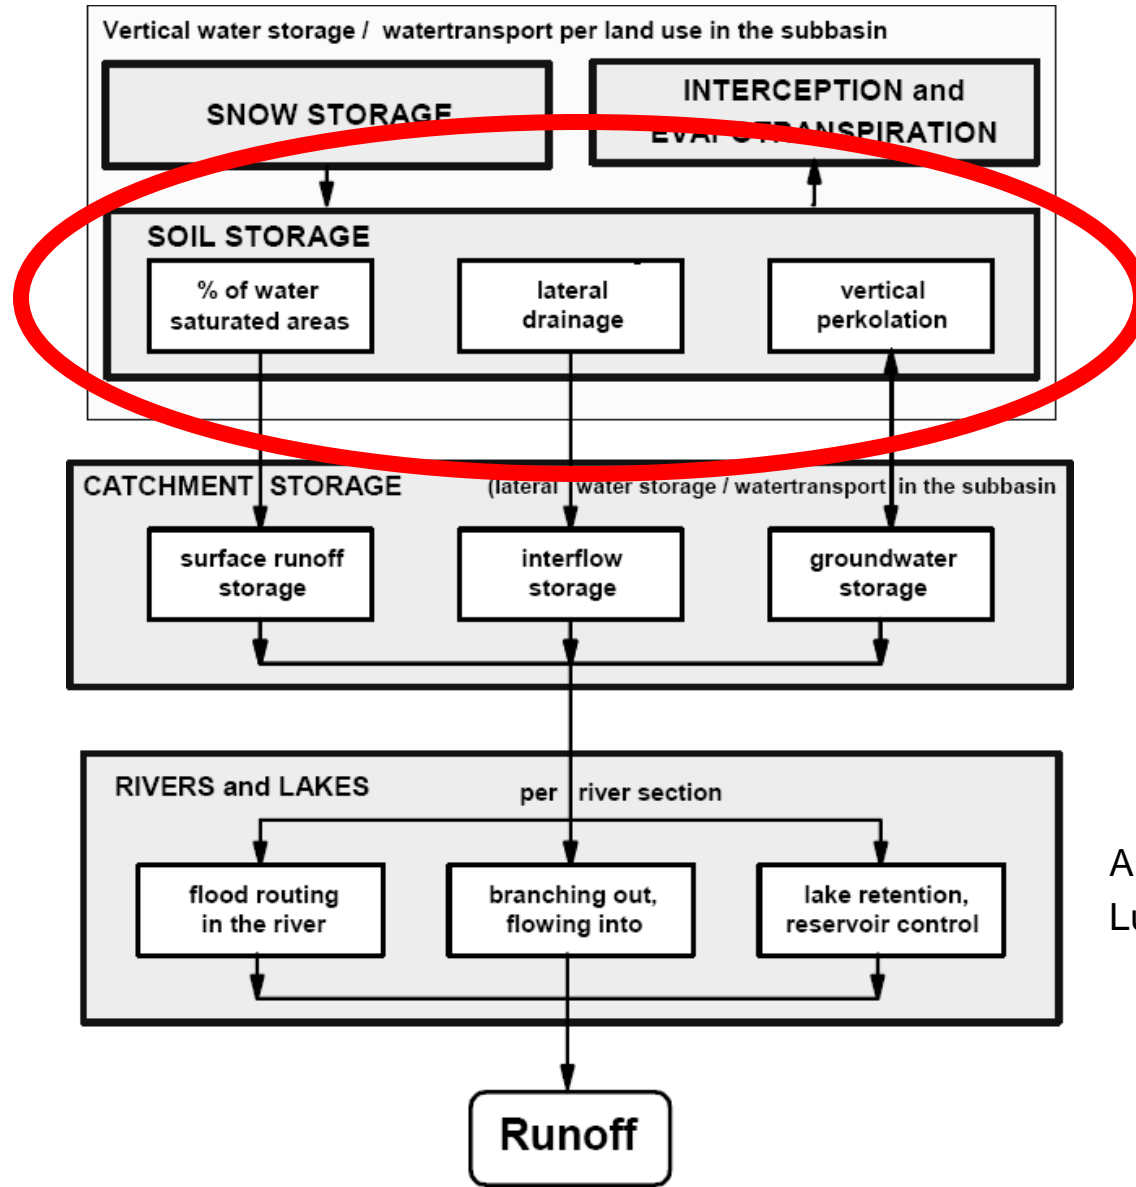 Vertical water storage / watertransport per land use in the subbasin
SNOW STORAGE
INTERCEPTION and
EVAPOTRANSPIRATION
SOIL STORAGE
% of water
saturated areas
lateral
drainage
vertical
perkolation
CATCHMENT STORAGE
(lateral water storage / watertransport in the subbasin
surface runoff
storage
interflow
storage
groundwater
storage
RIVERS and LAKES
per river section
flood routing
in the river
branching out,
flowing into
lake retention,
reservoir control
A
Lu
Runoff